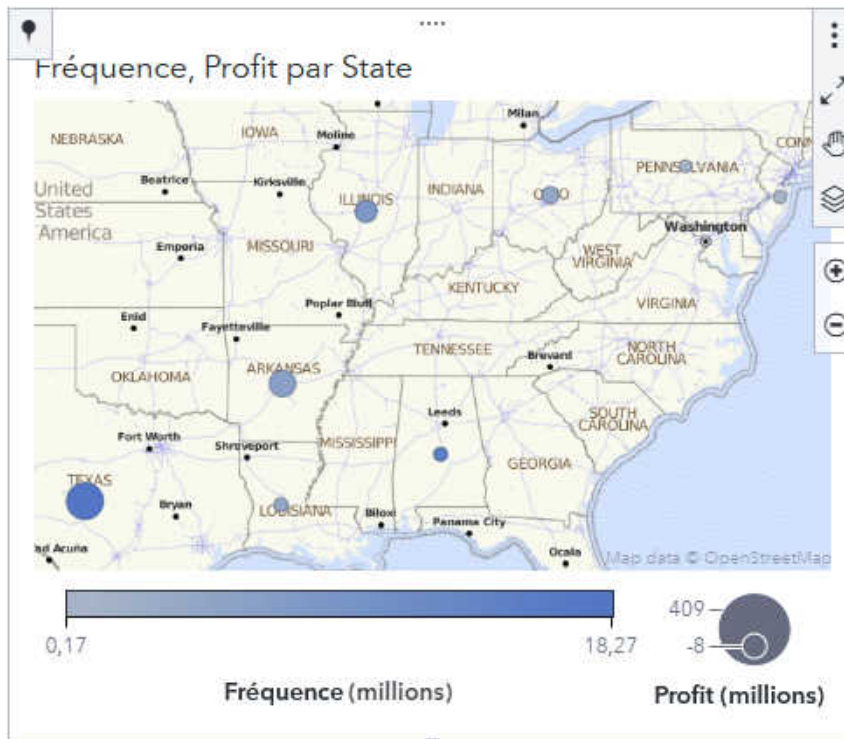 Fréquence, Profit par State
Milan
IOWA
Moline
NEBRASKA
CONN
PENNSYLVANIA
Beatrice
Kirksville
INDIANA
United
States
America
ILLINOIS
OHIO
Washington
Emporia
MISSOURI
WEST
VIRGINIA
KENTUCKY
Poplar Bluff
VIRGINIA
Enid
Fayetteville
TENNESSEE
NORTH
CAROLINA
Brevard
OKLAHOMA
ARKANSAS
Leeds
SOUTH
CAROLINA
Fort Worth
Shreveport
MISSISSIPPI
GEORGIA
TEXAS
Bryan
LOUISIANA
Biloxi
Panama City
ad Acuna
Ocala
Map data © OpenStreetMap
0,17
18,27
409
-8
Fréquence (millions)
Profit (millions)